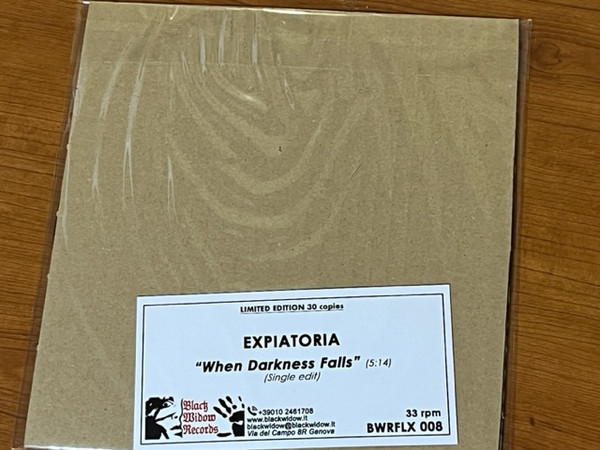 LIMITED EDITION 30 copies
EXPIATORIA
"When Darkness Falls" (5:14)
(Single edit)
Black
Widow
Records
+39010 2461708
www.blackwidow.it
blackwidow@blackwidow.it
Via del Campo 8R Genova
33 rpm
BWRFLX 008